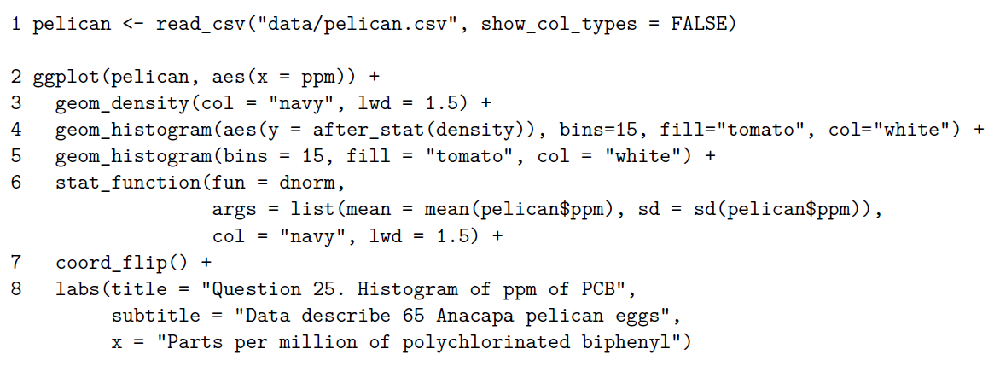 1 pelican <- read_csv("data/pelican.csv", show_col_types = FALSE)
2 ggplot(pelican, aes(x = ppm)) +
3   geom_density(col = "navy", lwd = 1.5) +
4   geom_histogram(aes(y = after_stat(density)), bins=15, fill="tomato", col="white") +
5   geom_histogram(bins = 15, fill = "tomato", col = "white") +
6   stat_function(fun = dnorm,
                  args = list(mean = mean(pelican$ppm), sd = sd(pelican$ppm)),
                  col = "navy", lwd = 1.5) +
7   coord_flip() +
8   labs(title = "Question 25. Histogram of ppm of PCB",
         subtitle = "Data describe 65 Anacapa pelican eggs",
         x = "Parts per million of polychlorinated biphenyl")